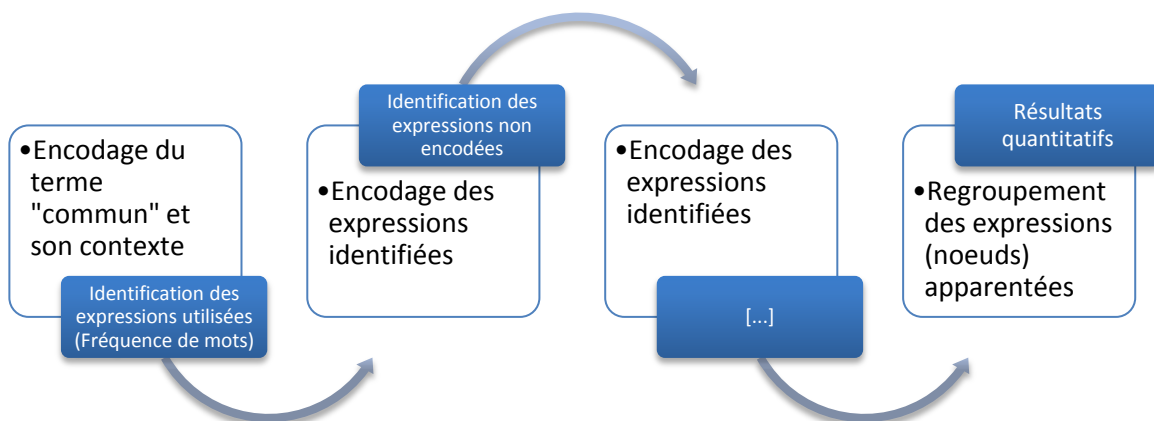 •Encodage du
terme
"commun" et
son contexte
Identification des
expressions utilisées
(Fréquence de mots)
Identification des
expressions non
encodées
•Encodage des
expressions
identifiées
•Encodage des
expressions
identifiées
[...]
Résultats
quantitatifs
•Regroupement
des expressions
(noeuds)
apparentées